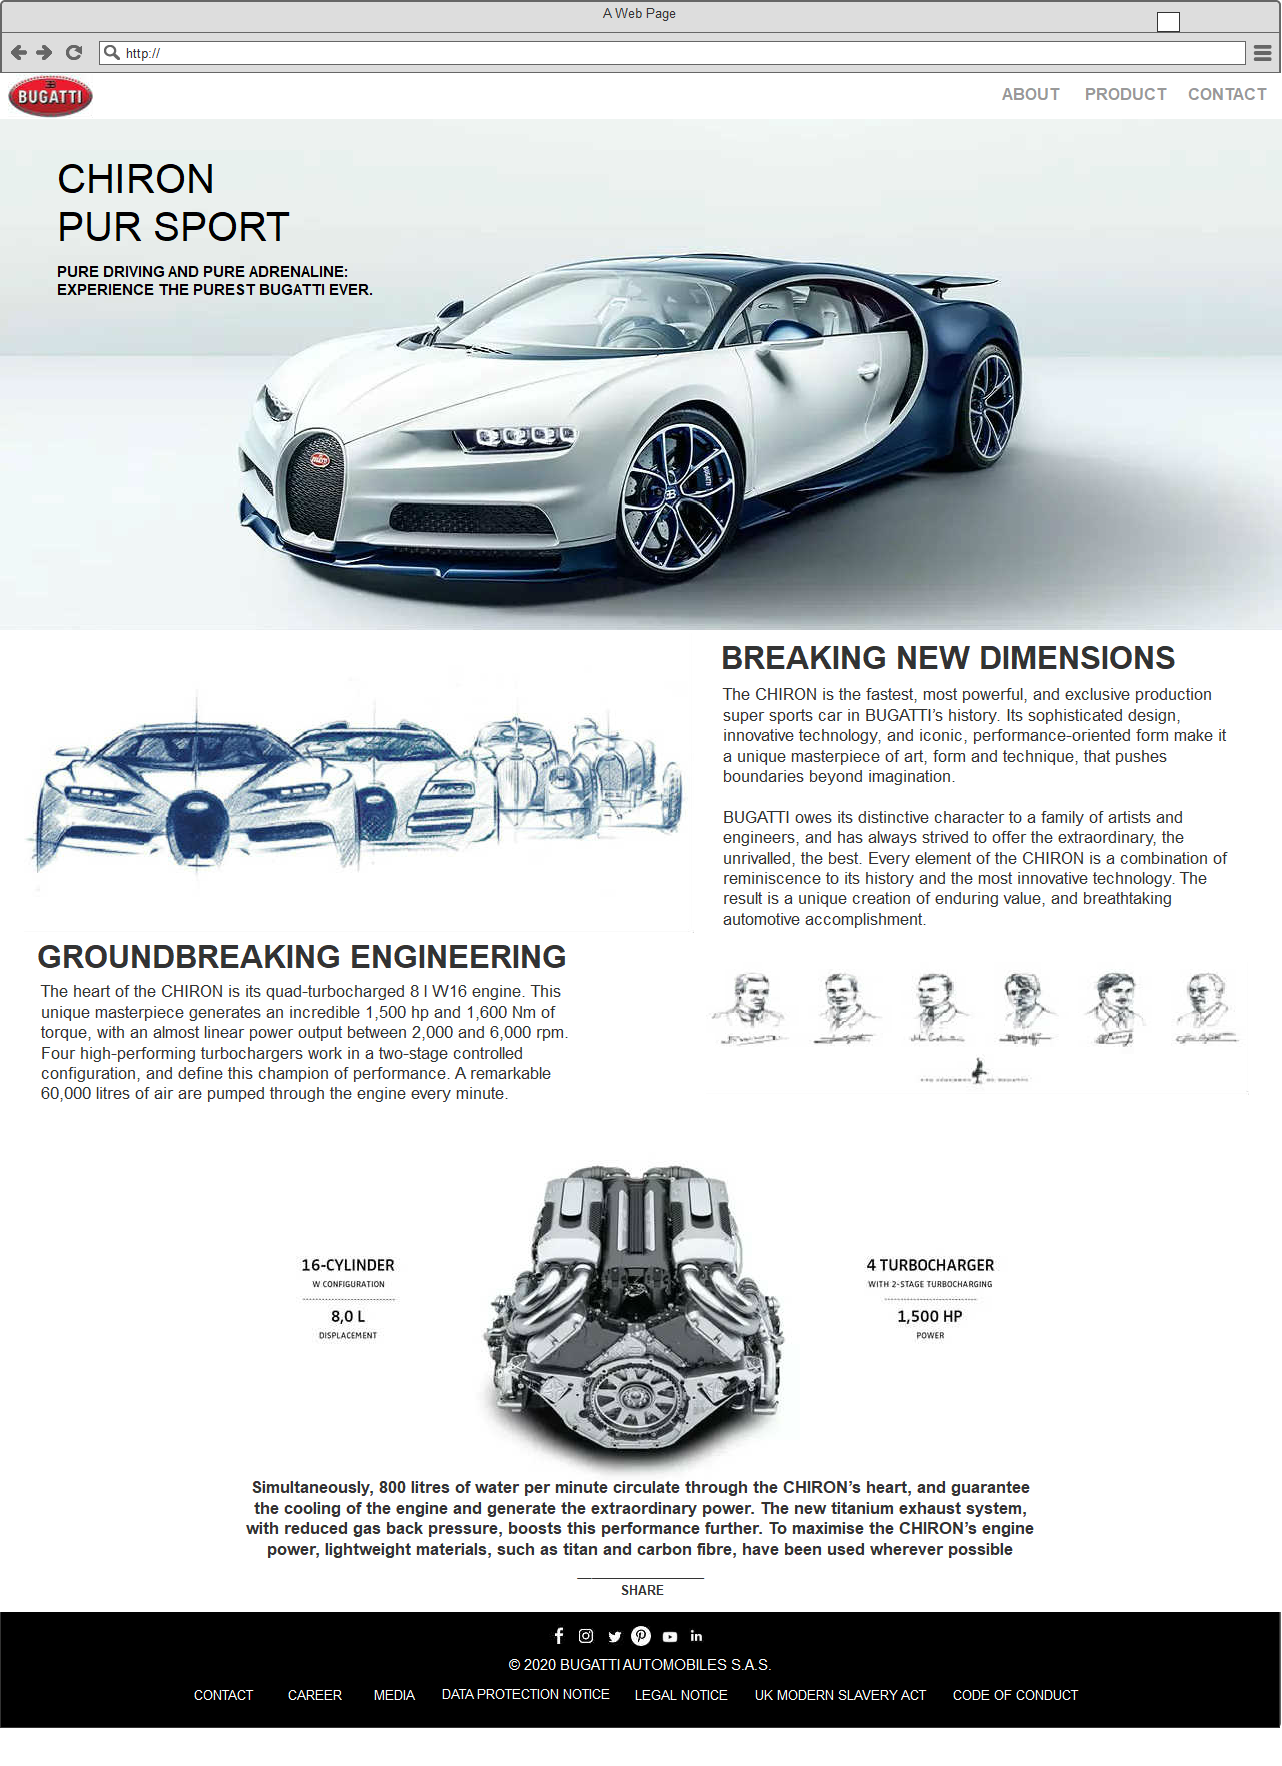 A Web Page
http://
BUGATTI
ABOUT PRODUCT CONTACT
CHIRON
PUR SPORT
PURE DRIVING AND PURE ADRENALINE:
EXPERIENCE THE PUREST BUGATTI EVER.
BUGATTI
BREAKING NEW DIMENSIONS
The CHIRON is the fastest, most powerful, and exclusive production
super sports car in BUGATTI’s history. Its sophisticated design,
innovative technology, and iconic, performance-oriented form make it
a unique masterpiece of art, form and technique, that pushes
boundaries beyond imagination.
BUGATTI owes its distinctive character to a family of artists and
engineers, and has always strived to offer the extraordinary, the
unrivalled, the best. Every element of the CHIRON is a combination of
reminiscence to its history and the most innovative technology. The
result is a unique creation of enduring value, and breathtaking
automotive accomplishment.
GROUNDBREAKING ENGINEERING
The heart of the CHIRON is its quad-turbocharged 8 l W16 engine. This
unique masterpiece generates an incredible 1,500 hp and 1,600 Nm of
torque, with an almost linear power output between 2,000 and 6,000 rpm.
Four high-performing turbochargers work in a two-stage controlled
configuration, and define this champion of performance. A remarkable
60,000 litres of air are pumped through the engine every minute.
16-CYLINDER
W CONFIGURATION
8,0 L
DISPLACEMENT
4 TURBOCHARGER
WITH 2-STAGE TURBOCHARGING
1,500 HP
POWER
Simultaneously, 800 litres of water per minute circulate through the CHIRON’s heart, and guarantee
the cooling of the engine and generate the extraordinary power. The new titanium exhaust system,
with reduced gas back pressure, boosts this performance further. To maximise the CHIRON’s engine
power, lightweight materials, such as titan and carbon fibre, have been used wherever possible
SHARE
© 2020 BUGATTI AUTOMOBILES S.A.S.
CONTACT CAREER MEDIA DATA PROTECTION NOTICE LEGAL NOTICE UK MODERN SLAVERY ACT CODE OF CONDUCT